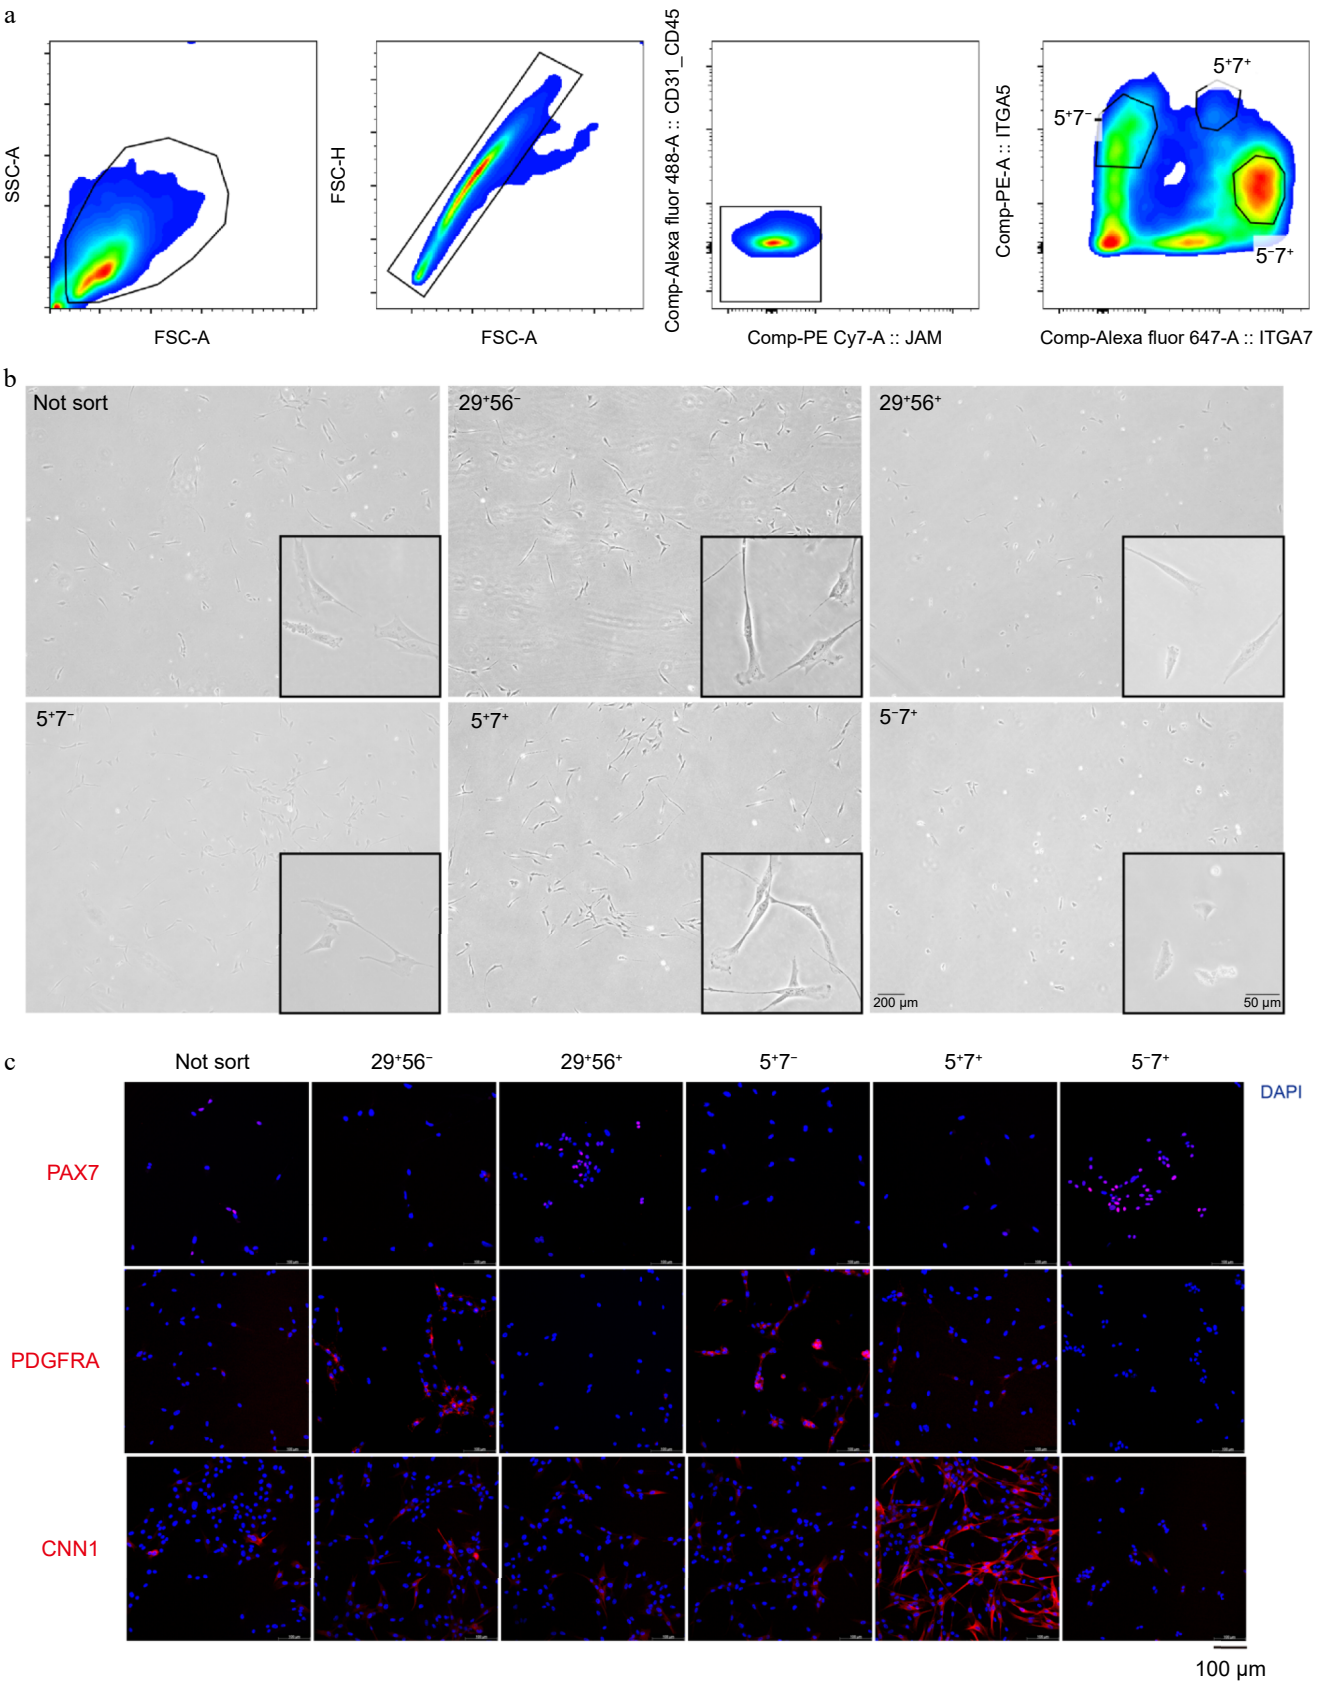 a
SSC-A
FSC-A
FSC-H
FSC-A
Comp-Alexa fluor 488-A :: CD31_CD45
Comp-PE Cy7-A :: JAM
Comp-PE-A :: ITGA5
5⁺7⁺
5⁺7⁻
5⁻7⁺
Comp-Alexa fluor 647-A :: ITGA7
b
Not sort
29⁺56⁻
29⁺56⁺
5⁺7⁻
5⁺7⁺
5⁻7⁺
200 µm
50 µm
c
Not sort
29⁺56⁻
29⁺56⁺
5⁺7⁻
5⁺7⁺
5⁻7⁺
DAPI
PAX7
PDGFRA
CNN1
100 µm